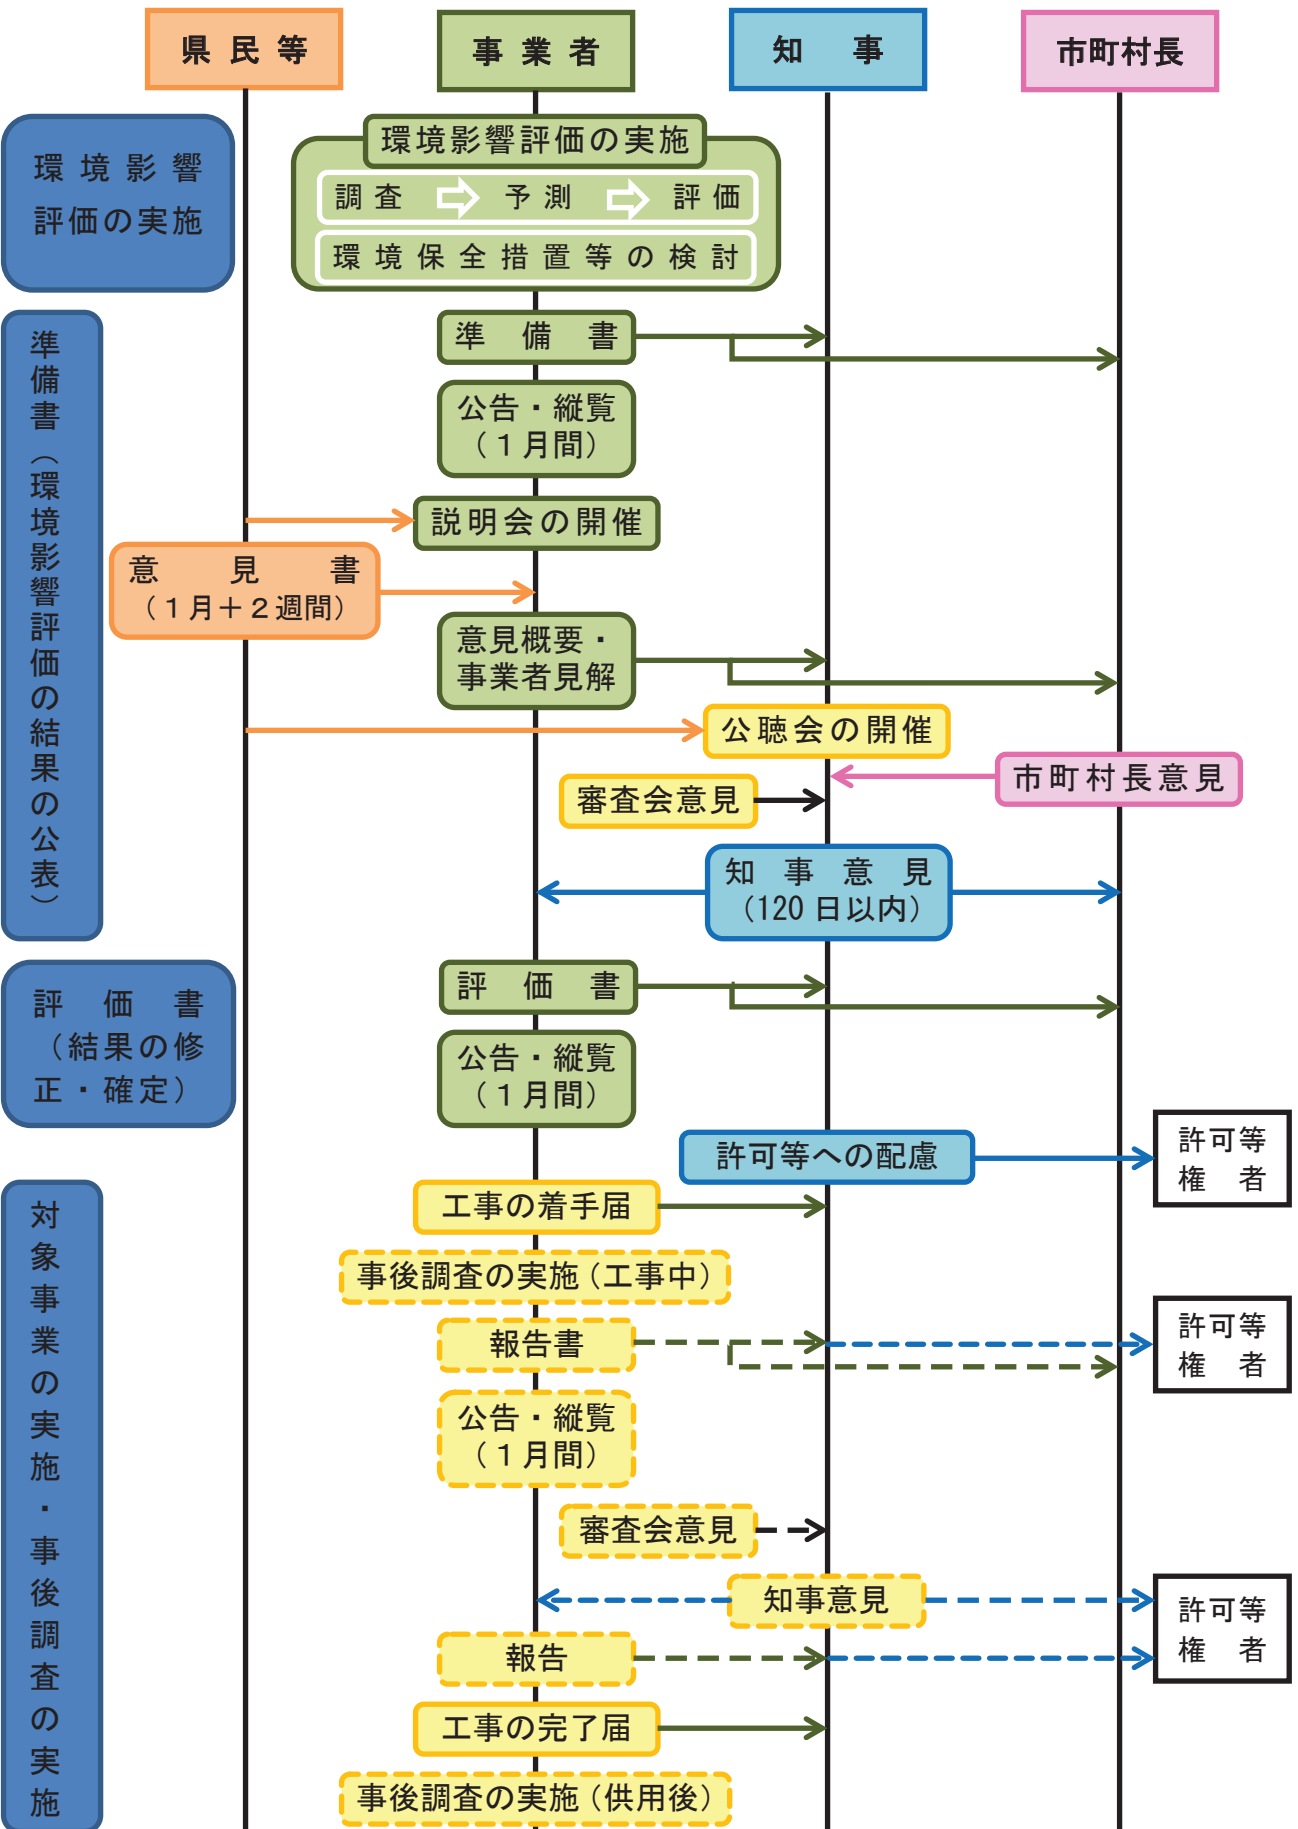 県民等
事業者
知事
市町村長
環境影響
評価の実施
環境影響評価の実施
調査
予測
評価
環境保全措置等の検討
準備書（環境影響評価の結果の公表）
準備書
公告・縦覧
（１月間）
説明会の開催
意見書
（１月＋２週間）
意見概要・
事業者見解
公聴会の開催
市町村長意見
審査会意見
知事意見
（120日以内）
評価書
（結果の修
正・確定）
評価書
公告・縦覧
（１月間）
許可等への配慮
許可等
権者
対象事業の実施・事後調査の実施
工事の着手届
事後調査の実施（工事中）
報告書
許可等
権者
公告・縦覧
（１月間）
審査会意見
知事意見
許可等
権者
報告
工事の完了届
事後調査の実施（供用後）